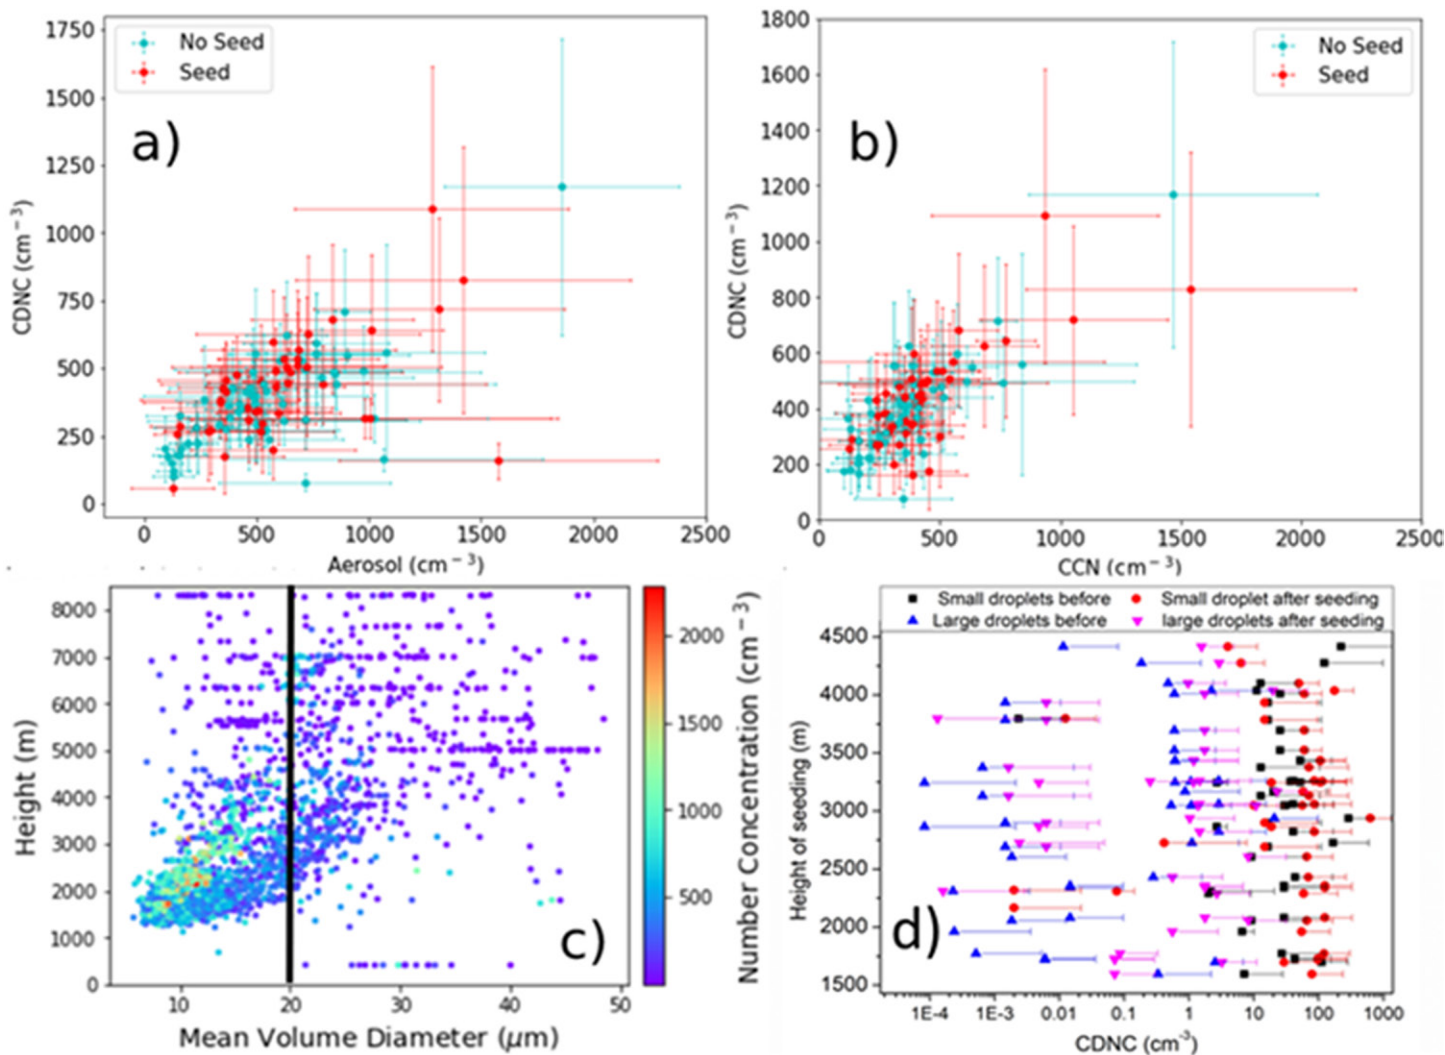 1750
1500
1250
1000
750
500
250
0
CDNC (cm⁻³)
No Seed
Seed
a)
0 500 1000 1500 2000 2500
Aerosol (cm⁻³)
1800
1600
1400
1200
1000
800
600
400
200
0
CDNC (cm⁻³)
No Seed
Seed
b)
0 500 1000 1500 2000 2500
CCN (cm⁻³)
8000
7000
6000
5000
4000
3000
2000
1000
0
Height (m)
c)
10 20 30 40 50
Mean Volume Diameter (μm)
2000
1500
1000
500
Number Concentration (cm⁻³)
Small droplets before Small droplet after seeding
Large droplets before large droplets after seeding
4500
4000
3500
3000
2500
2000
1500
Height of seeding (m)
d)
1E-4 1E-3 0.01 0.1 1 10 100 1000
CDNC (cm⁻³)